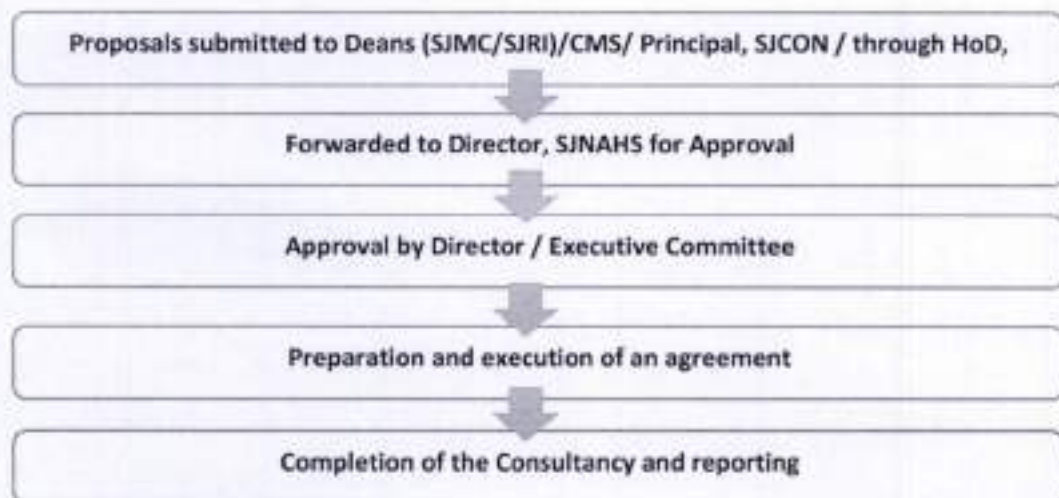 Proposals submitted to Deans (SJMC/SJRI)/CMS/ Principal, SJCON / through HoD,
Forwarded to Director, SJNAHS for Approval
Approval by Director / Executive Committee
Preparation and execution of an agreement
Completion of the Consultancy and reporting